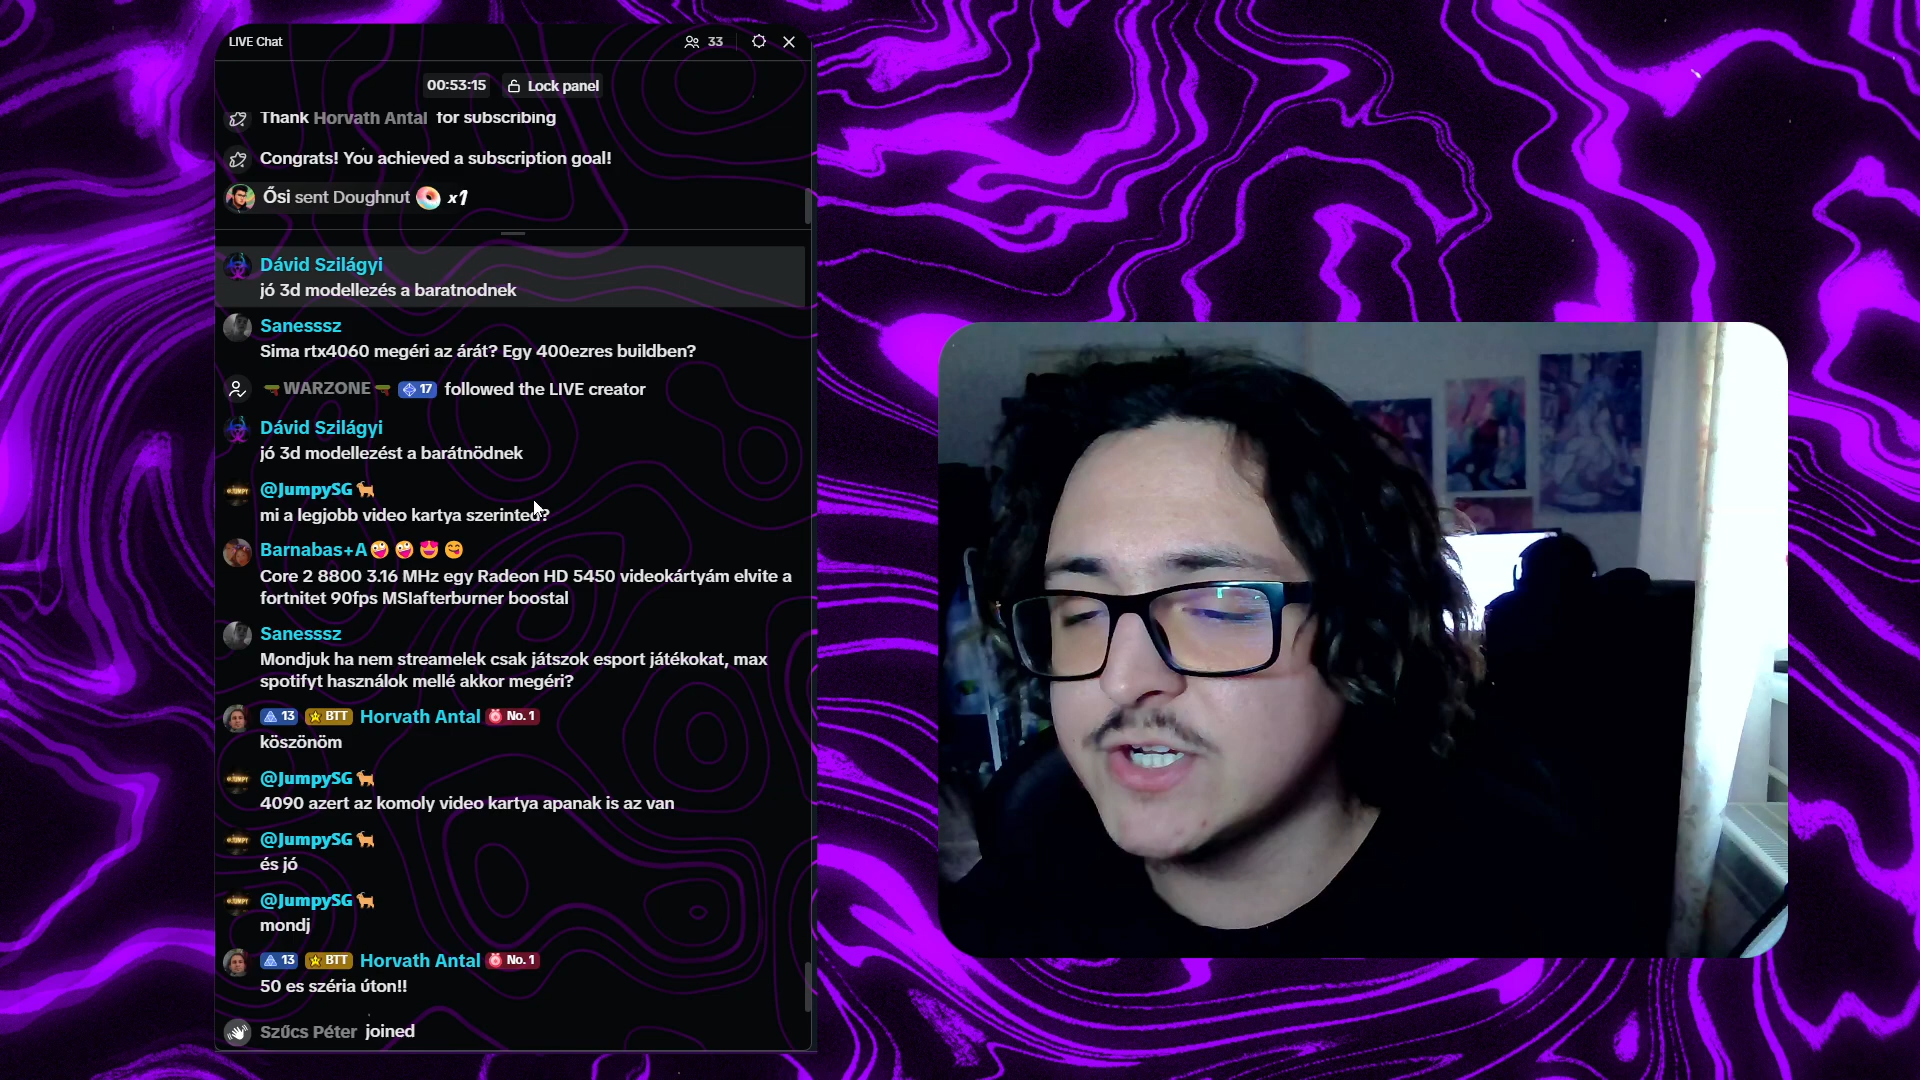 LIVE Chat 33
00:53:15 Lock panel
Thank Horvath Antal for subscribing
Congrats! You achieved a subscription goal!
Ősi sent Doughnut x1
Dávid Szilágyi
jó 3d modellezés a baratnodnek
Sanesssz
Sima rtx4060 megéri az árát? Egy 400ezres buildben?
WARZONE 17 followed the LIVE creator
Dávid Szilágyi
jó 3d modellezést a barátnödnek
@JumpySG
mi a legjobb video kartya szerinted?
Barnabas+A
Core 2 8800 3.16 MHz egy Radeon HD 5450 videokártyám elvite a
fortnitet 90fps MSIafterburner boostal
Sanesssz
Mondjuk ha nem streamelek csak játszok esport játékokat, max
spotifyt használok mellé akkor megéri?
13 BTT Horvath Antal No. 1
köszönöm
@JumpySG
4090 azert az komoly video kartya apanak is az van
@JumpySG
és jó
@JumpySG
mondj
13 BTT Horvath Antal No. 1
50 es széria úton!!
Szűcs Péter joined